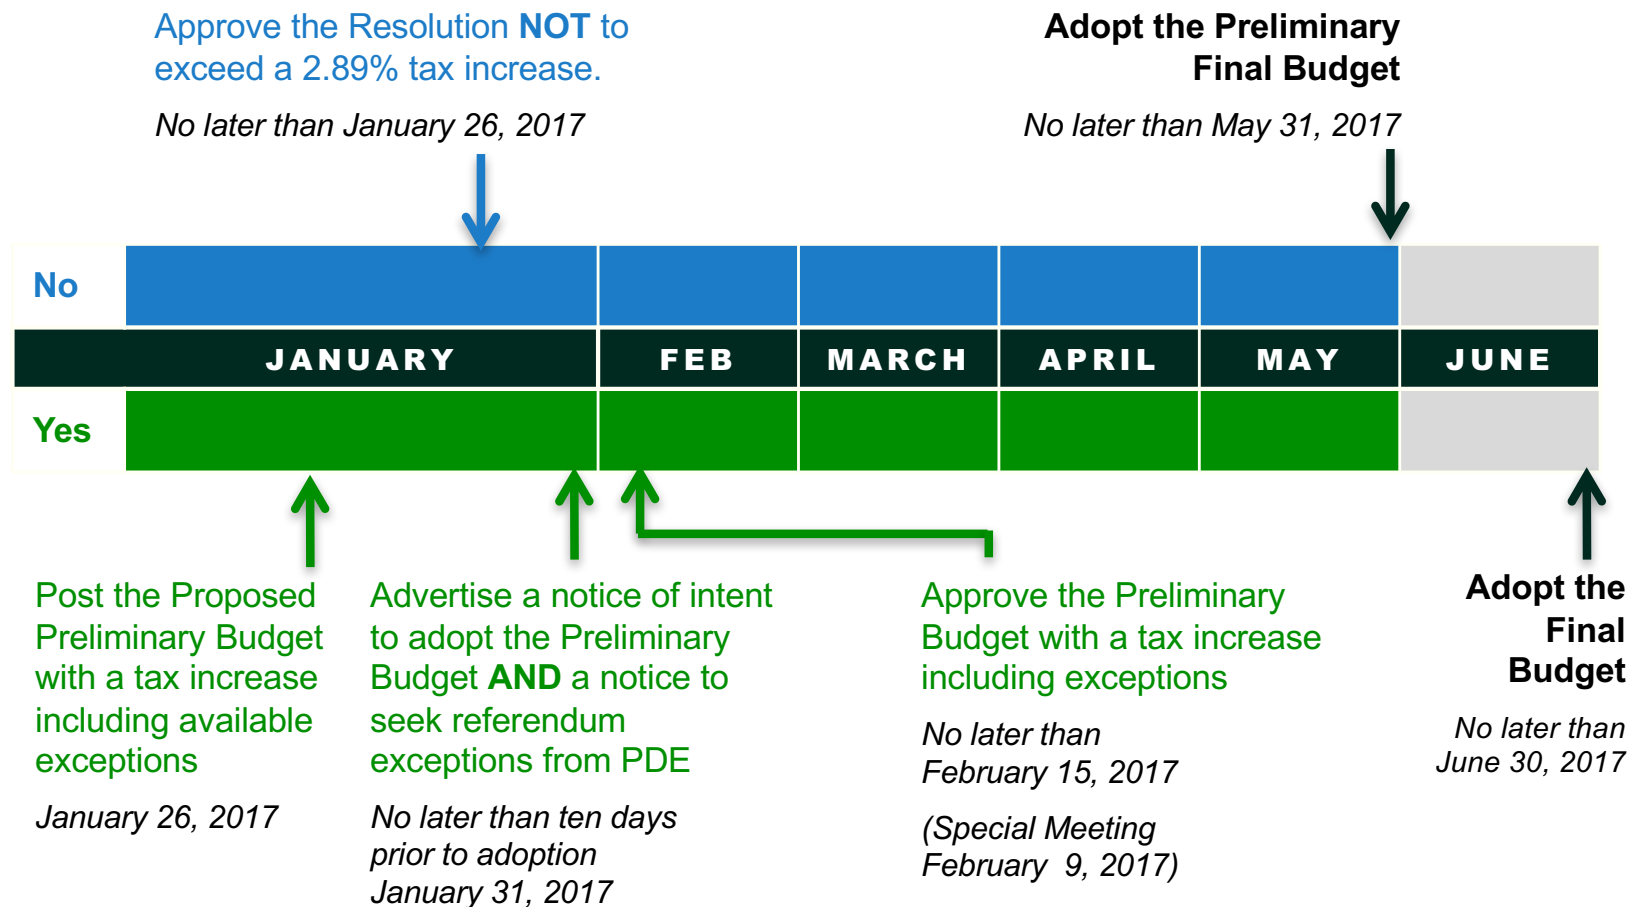 Approve the Resolution NOT to
exceed a 2.89% tax increase.
No later than January 26, 2017
Adopt the Preliminary
Final Budget
No later than May 31, 2017
No
JANUARY FEB MARCH APRIL MAY JUNE
Yes
Post the Proposed
Preliminary Budget
with a tax increase
including available
exceptions
January 26, 2017
Advertise a notice of intent
to adopt the Preliminary
Budget AND a notice to
seek referendum
exceptions from PDE
No later than ten days
prior to adoption
January 31, 2017
Approve the Preliminary
Budget with a tax increase
including exceptions
No later than
February 15, 2017
(Special Meeting
February 9, 2017)
Adopt the
Final
Budget
No later than
June 30, 2017